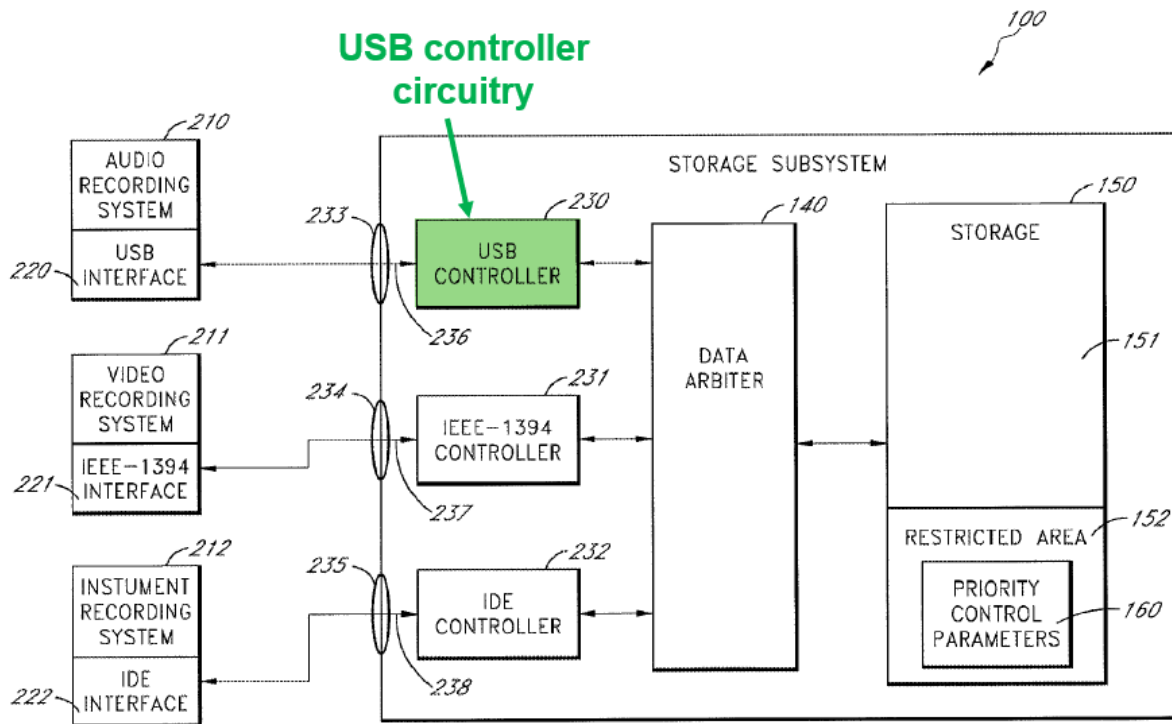 100
USB controller
circuitry
210
AUDIO
RECORDING
SYSTEM
USB
INTERFACE
220
STORAGE SUBSYSTEM
233
230
USB
CONTROLLER
236
140
DATA
ARBITER
150
STORAGE
151
211
VIDEO
RECORDING
SYSTEM
IEEE-1394
INTERFACE
221
234
231
IEEE-1394
CONTROLLER
237
152
RESTRICTED AREA
PRIORITY
CONTROL
PARAMETERS
160
212
INSTUMENT
RECORDING
SYSTEM
IDE
INTERFACE
222
235
232
IDE
CONTROLLER
238